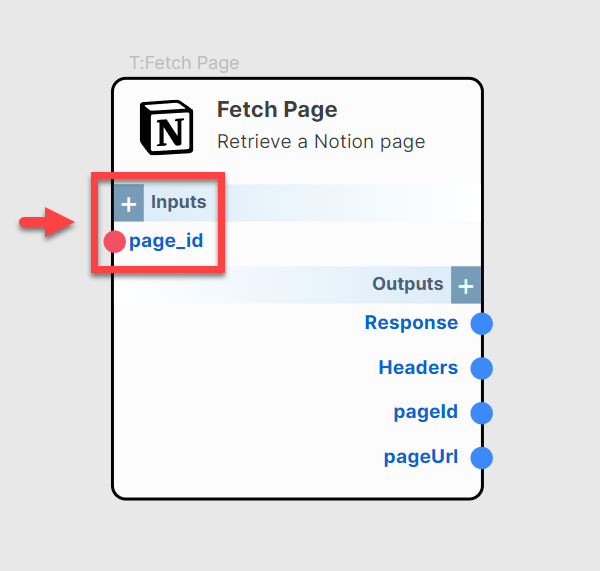 T:Fetch Page
N
Fetch Page
Retrieve a Notion page
+ Inputs
page_id
Outputs +
Response
Headers
pageId
pageUrl